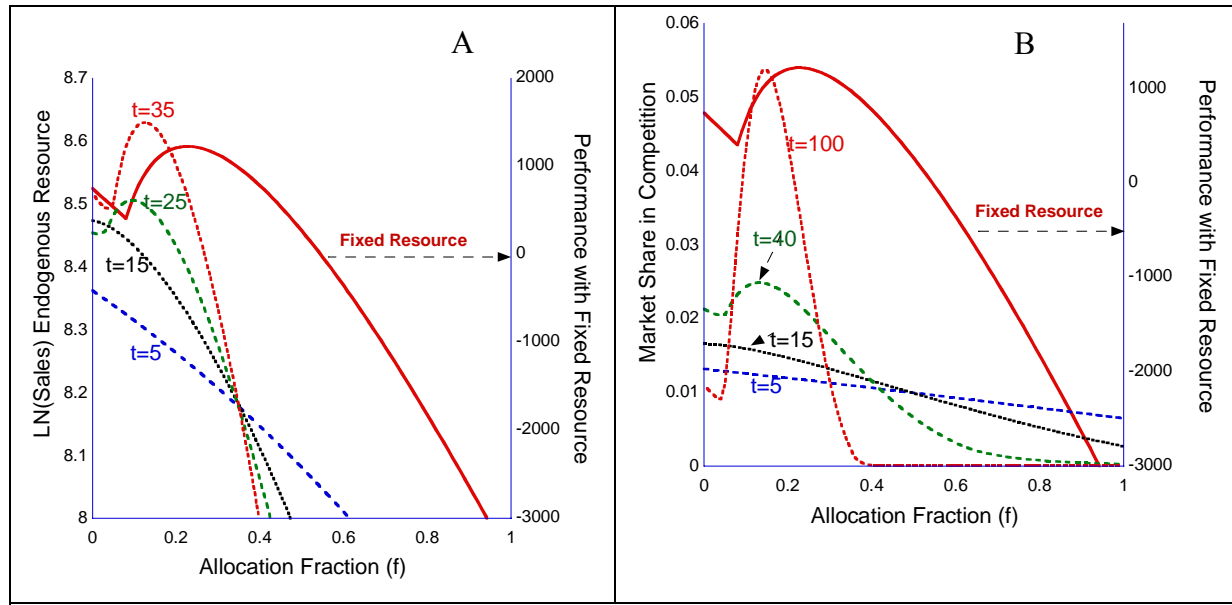 A
8.7
8.6
8.5
8.4
8.3
8.2
8.1
8
LN(Sales) Endogenous Resource
t=35
t=25
t=15
t=5
Fixed Resource
2000
1000
0
-1000
-2000
-3000
Performance with Fixed Resource
0
0.2
0.4
0.6
0.8
1
Allocation Fraction (f)
B
0.06
0.05
0.04
0.03
0.02
0.01
0
Market Share in Competition
t=100
t=40
t=15
t=5
Fixed Resource
1000
0
-1000
-2000
-3000
Performance with Fixed Resource
0
0.2
0.4
0.6
0.8
1
Allocation Fraction (f)